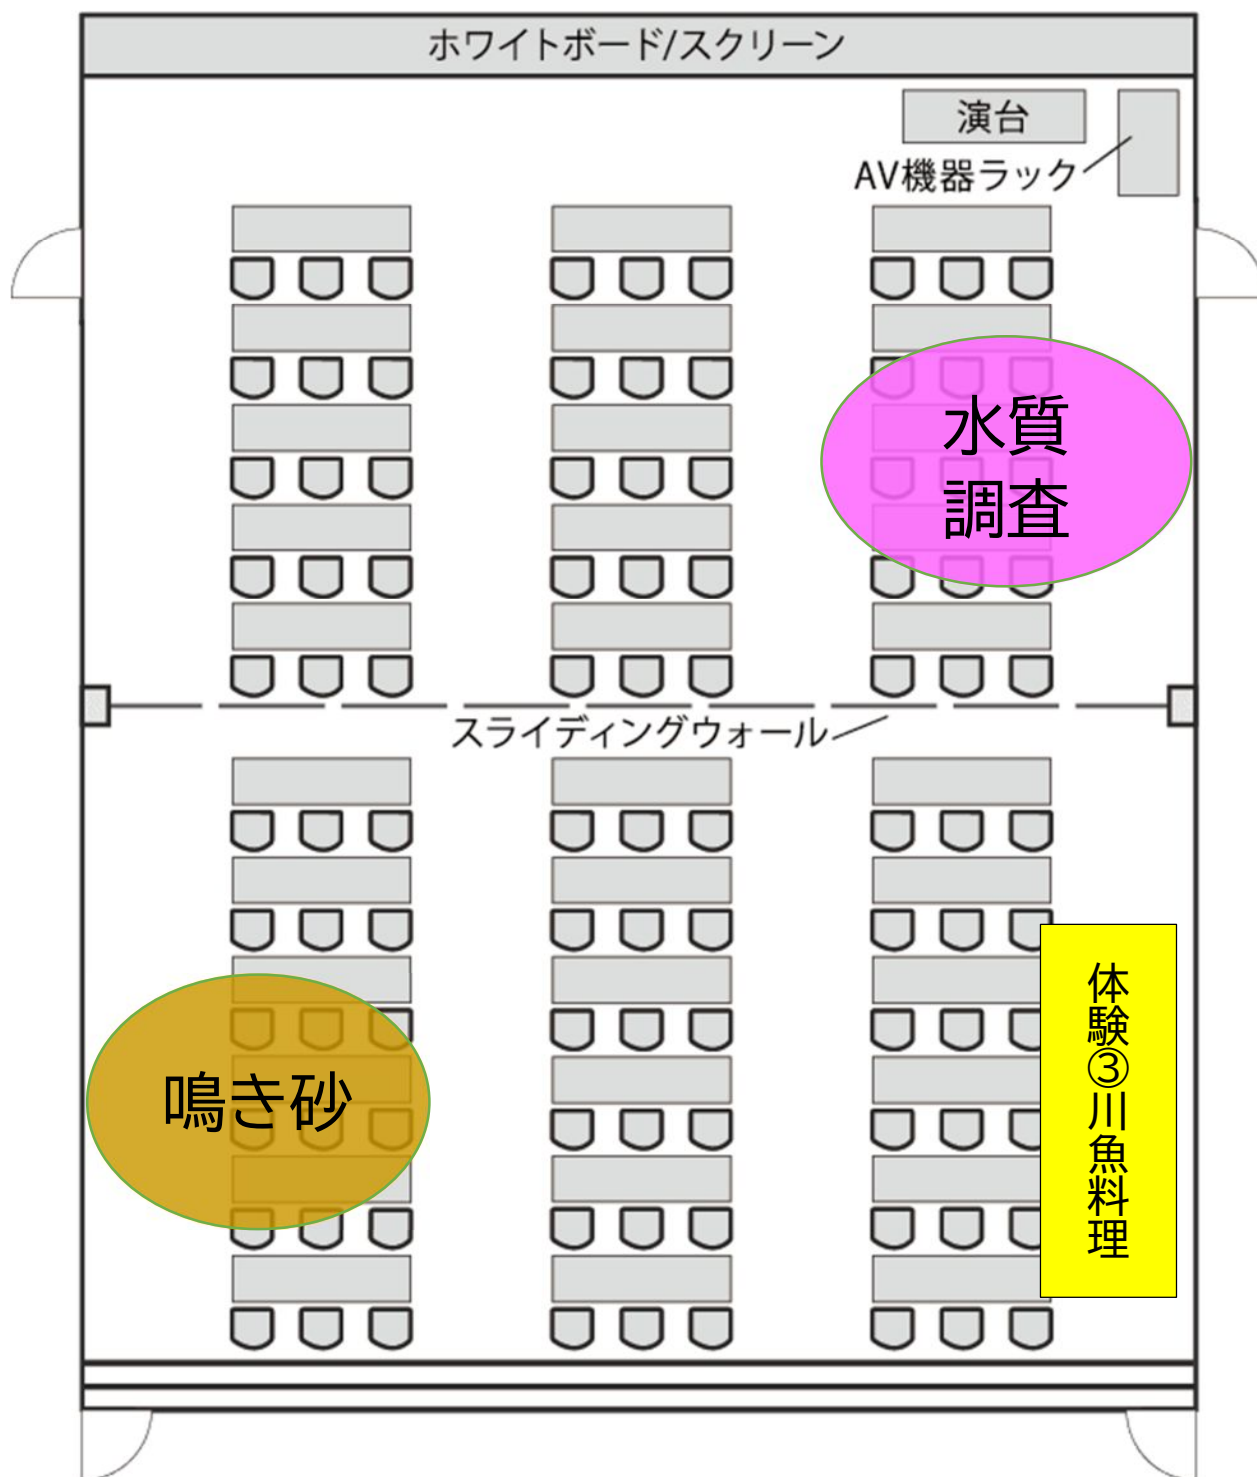 ホワイトボード/スクリーン
演台
AV機器ラック
水質
調査
スライディングウォール
鳴き砂
体験③川魚料理